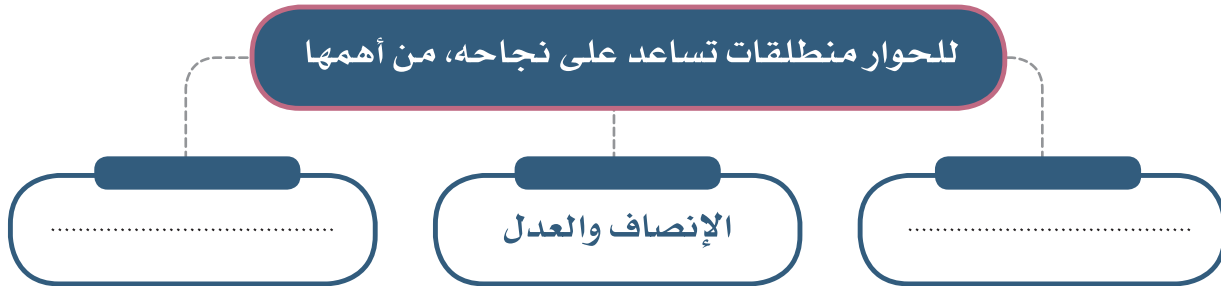 للحوار منطلقات تساعد على نجاحه، من أهمها
................................................
الإنصاف والعدل
................................................